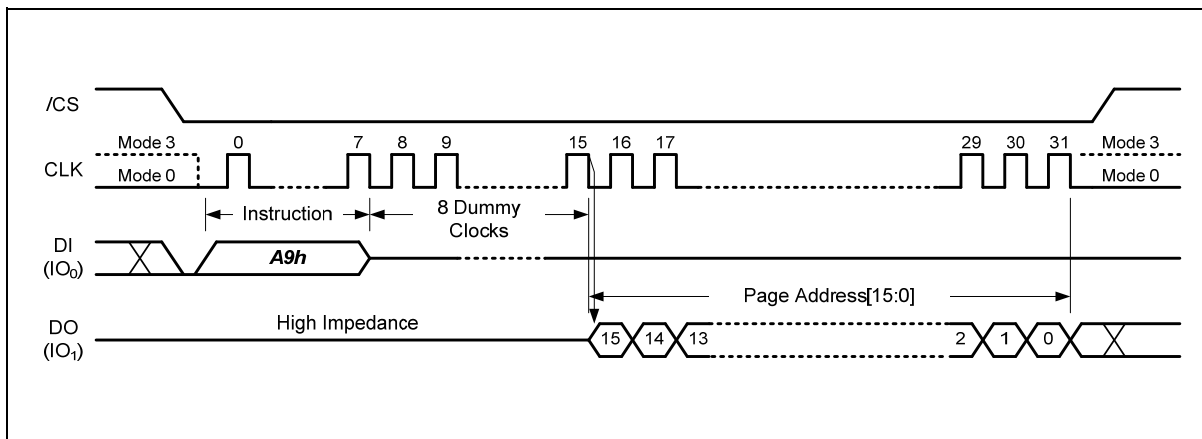 /CS
Mode 3 0 7 8 9 15 16 17 29 30 31 Mode 3
CLK
Mode 0 Mode 0
Instruction 8 Dummy
Clocks
DI
(IO0)
A9h
Page Address[15:0]
High Impedance
DO
(IO1)
15 14 13 2 1 0